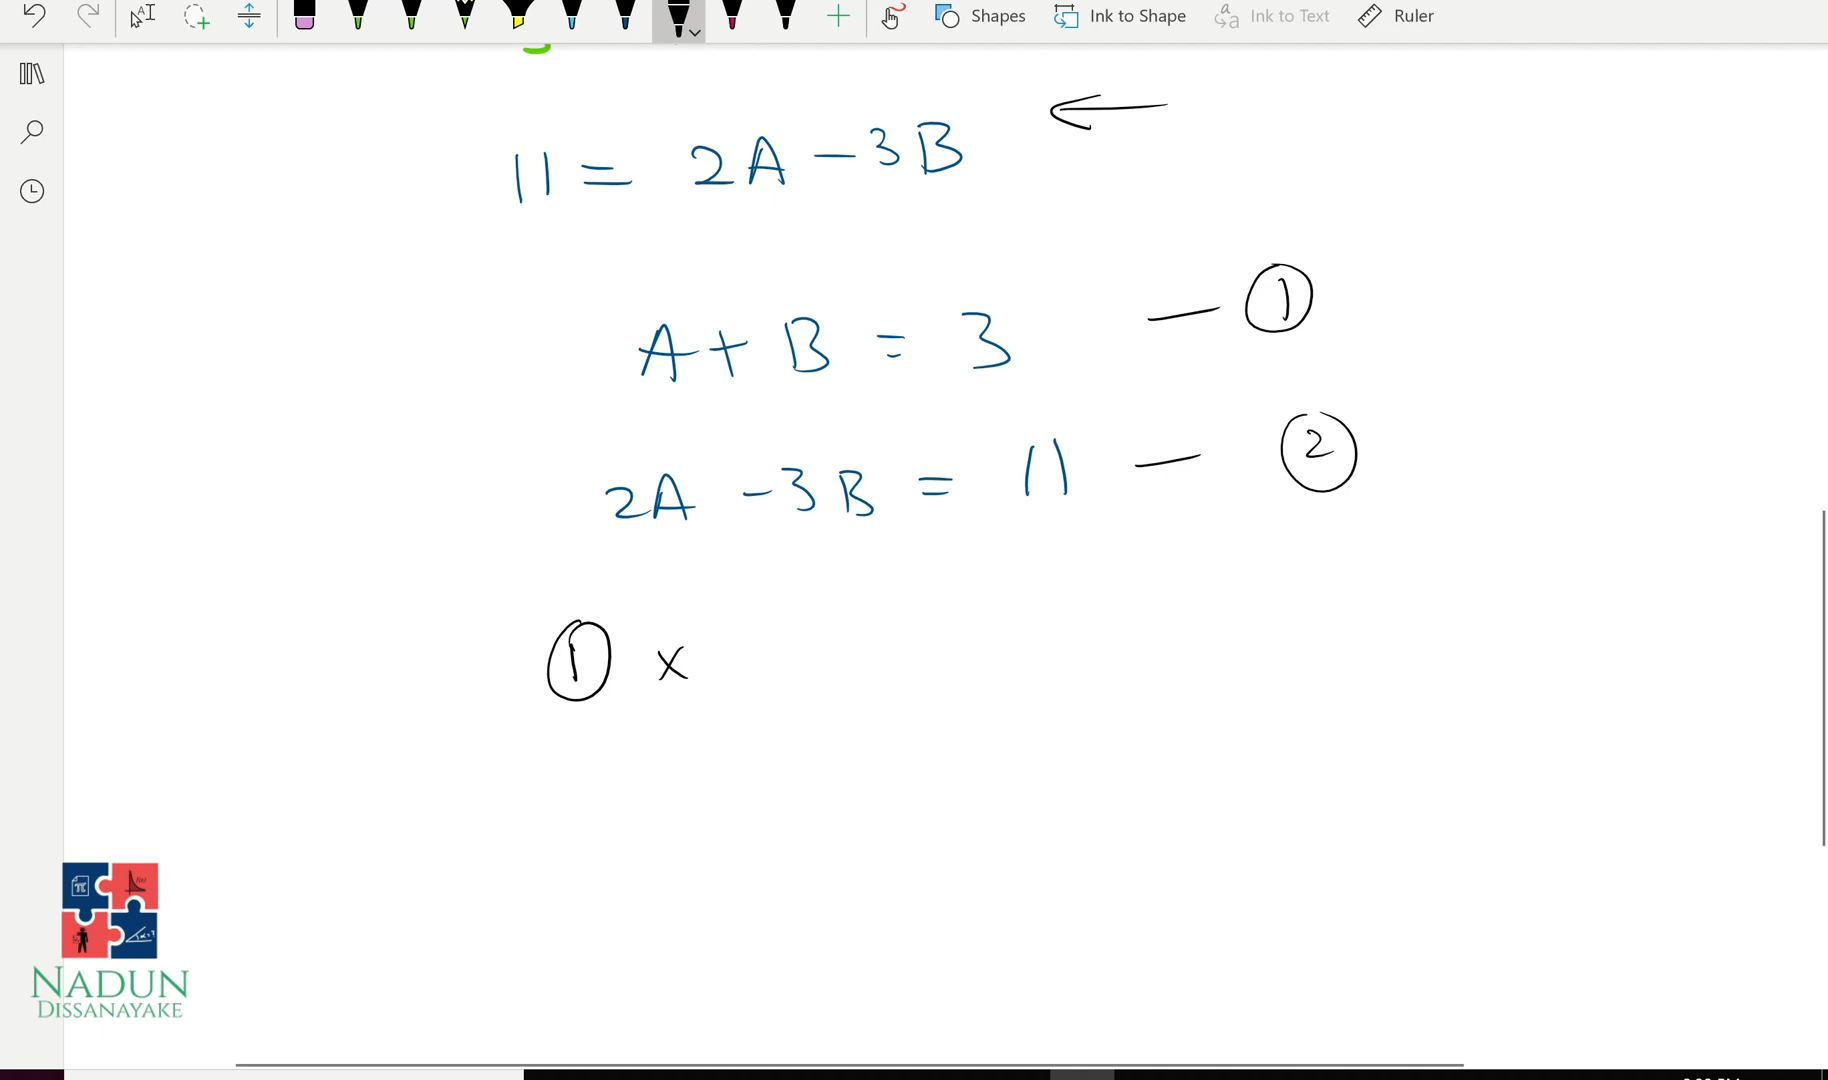 Shapes Ink to Shape Ink to Text Ruler
11 = 2A - 3B
A + B = 3 — ①
2A - 3B = 11 — ②
① x
NADUN
DISSANAYAKE